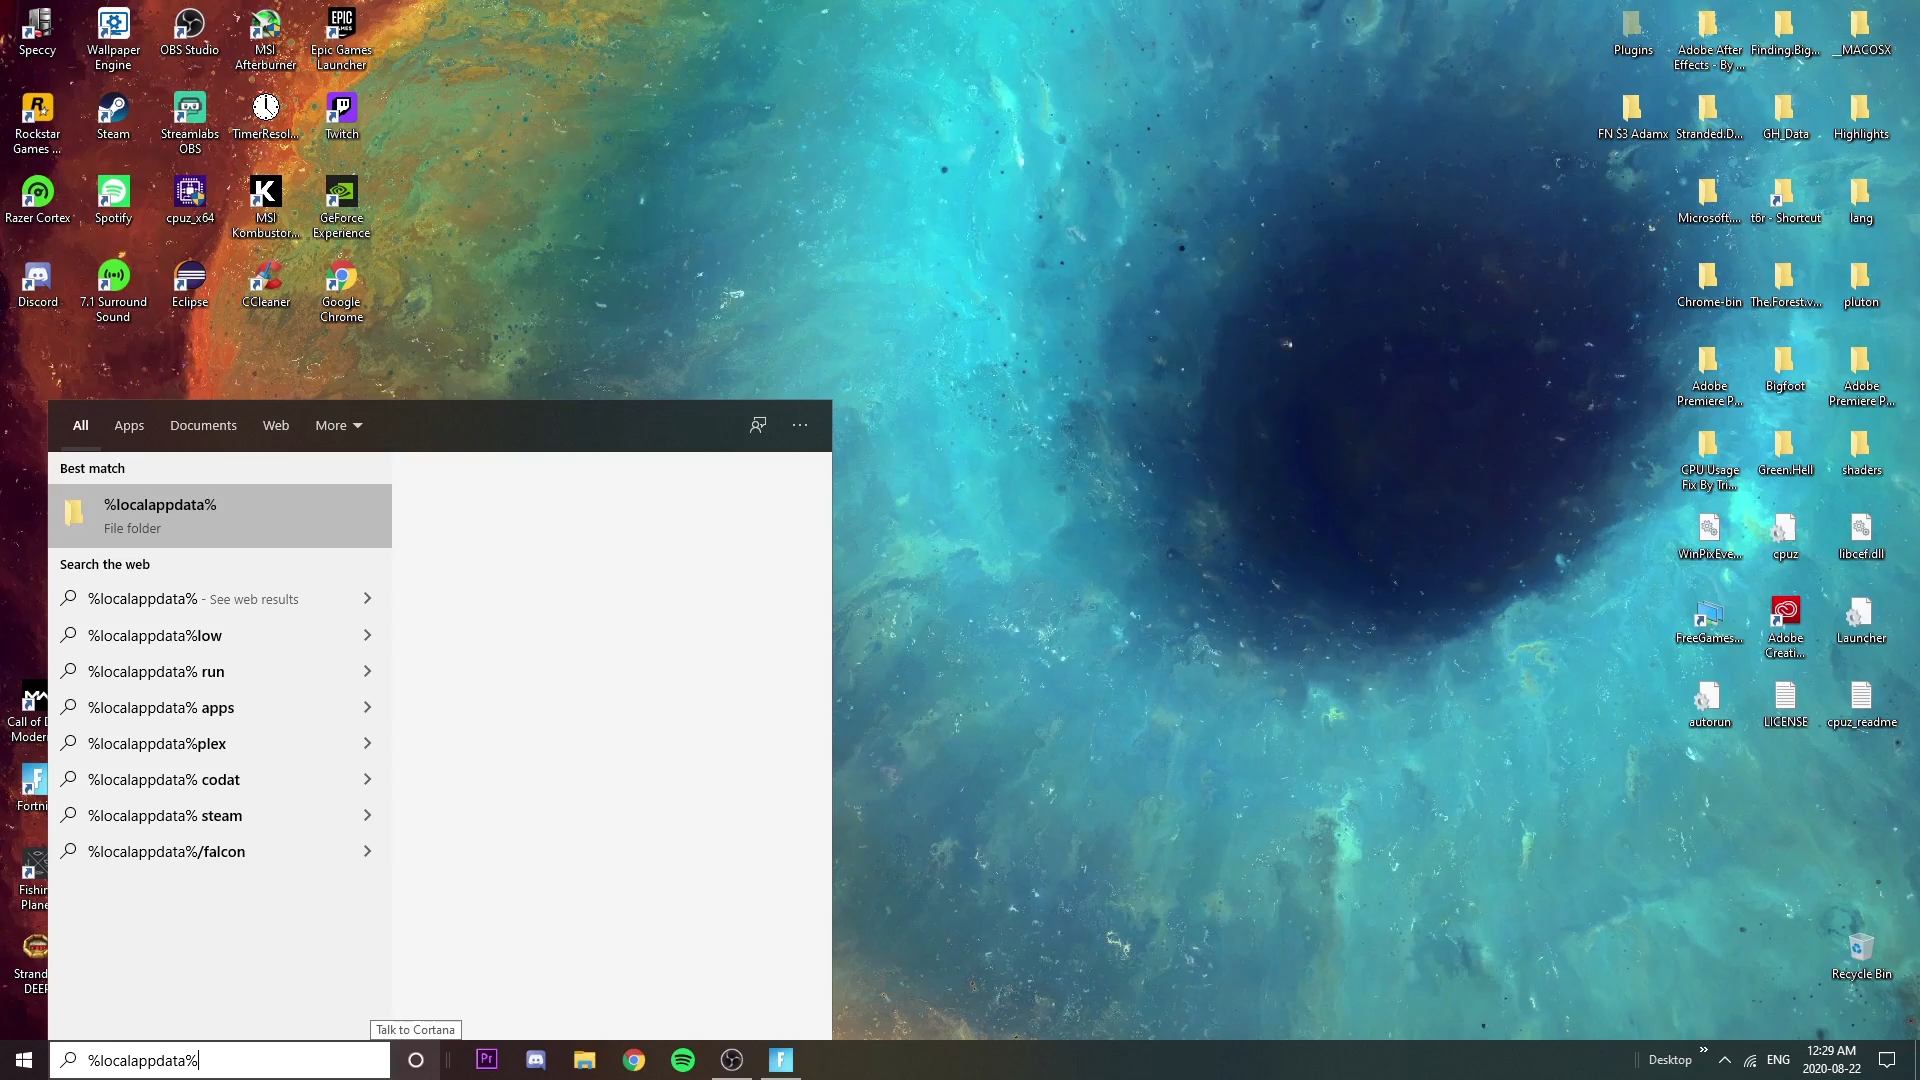 Speccy
Wallpaper
Engine
OBS Studio
MSI
Afterburner
EPIC
GAMES
Epic Games
Launcher
Rockstar
Games ...
Steam
Streamlabs
OBS
TimerResol...
Twitch
Razer Cortex
Spotify
cpuz_x64
K
MSI
Kombustor...
GeForce
Experience
Discord
7.1 Surround
Sound
Eclipse
CCleaner
Google
Chrome
Plugins
Adobe After
Effects - By ...
Finding.Big...
__MACOSX
FN S3 Adamx
Stranded.D...
GH_Data
Highlights
Microsoft....
t6r - Shortcut
lang
Chrome-bin
The.Forest.v...
pluton
Adobe
Premiere P...
Bigfoot
Adobe
Premiere P...
CPU Usage
Fix By Tri...
Green.Hell
shaders
WinPixEve...
cpuz
libcef.dll
FreeGames...
Adobe
Creati...
Launcher
autorun
LICENSE
cpuz_readme
Recycle Bin
Call of D
Modern
Fortni
Fishin
Plane
Strand
DEEP
All Apps Documents Web More
Best match
%localappdata%
File folder
Search the web
%localappdata% - See web results
%localappdata%low
%localappdata% run
%localappdata% apps
%localappdata%plex
%localappdata% codat
%localappdata% steam
%localappdata%/falcon
Talk to Cortana
%localappdata%
Pr
F
Desktop
ENG
12:29 AM
2020-08-22